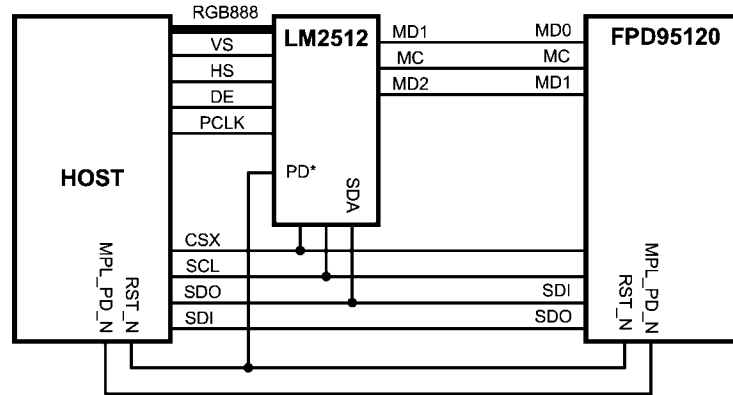 RGB888
VS
HS
DE
PCLK
HOST
LM2512
PD*
SDA
MD1 MD0
MC MC
MD2 MD1
FPD95120
CSX
SCL
SDO SDI
SDI SDO
MPL_PD_N
RST_N
RST_N
MPL_PD_N